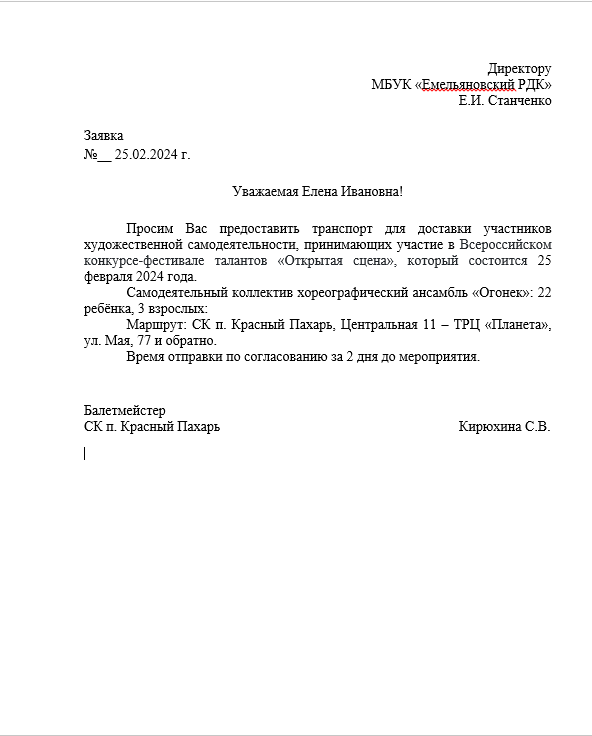 Директору
МБУК «Емельяновский РДК»
Е.И. Станченко
Заявка
№__ 25.02.2024 г.
Уважаемая Елена Ивановна!
Просим Вас предоставить транспорт для доставки участников
художественной самодеятельности, принимающих участие в Всероссийском
конкурсе-фестивале талантов «Открытая сцена», который состоится 25
февраля 2024 года.
Самодеятельный коллектив хореографический ансамбль «Огонек»: 22
ребёнка, 3 взрослых:
Маршрут: СК п. Красный Пахарь, Центральная 11 – ТРЦ «Планета»,
ул. Мая, 77 и обратно.
Время отправки по согласованию за 2 дня до мероприятия.
Балетмейстер
СК п. Красный Пахарь Кирюхина С.В.